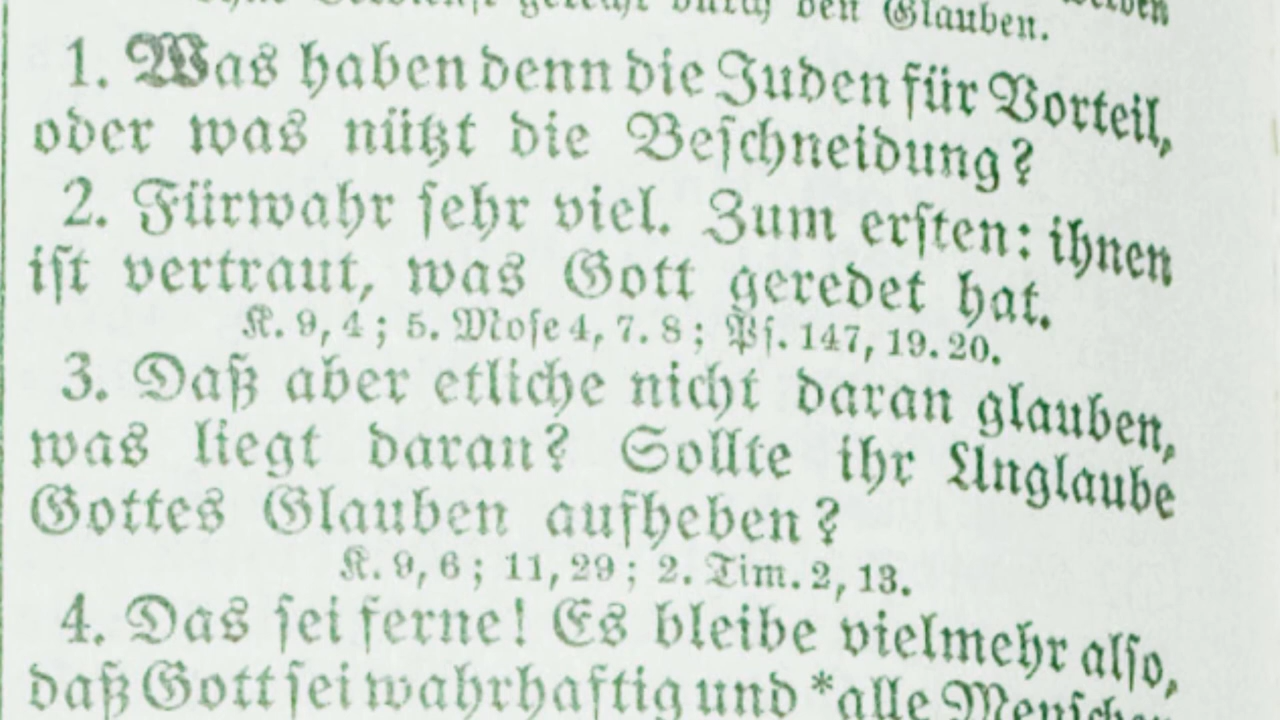 den Glauben.
1. Was haben denn die Juden für Vorteil,
oder was nützt die Beschneidung?
2. Fürwahr sehr viel. Zum ersten: ihnen
ist vertraut, was Gott geredet hat.
K. 9, 4; 5. Mose 4, 7. 8; Ps. 147, 19. 20.
3. Daß aber etliche nicht daran glauben,
was liegt daran? Sollte ihr Unglaube
Gottes Glauben aufheben?
K. 9, 6; 11, 29; 2. Tim. 2, 13.
4. Das sei ferne! Es bleibe vielmehr also,
daß Gott sei wahrhaftig und *alle